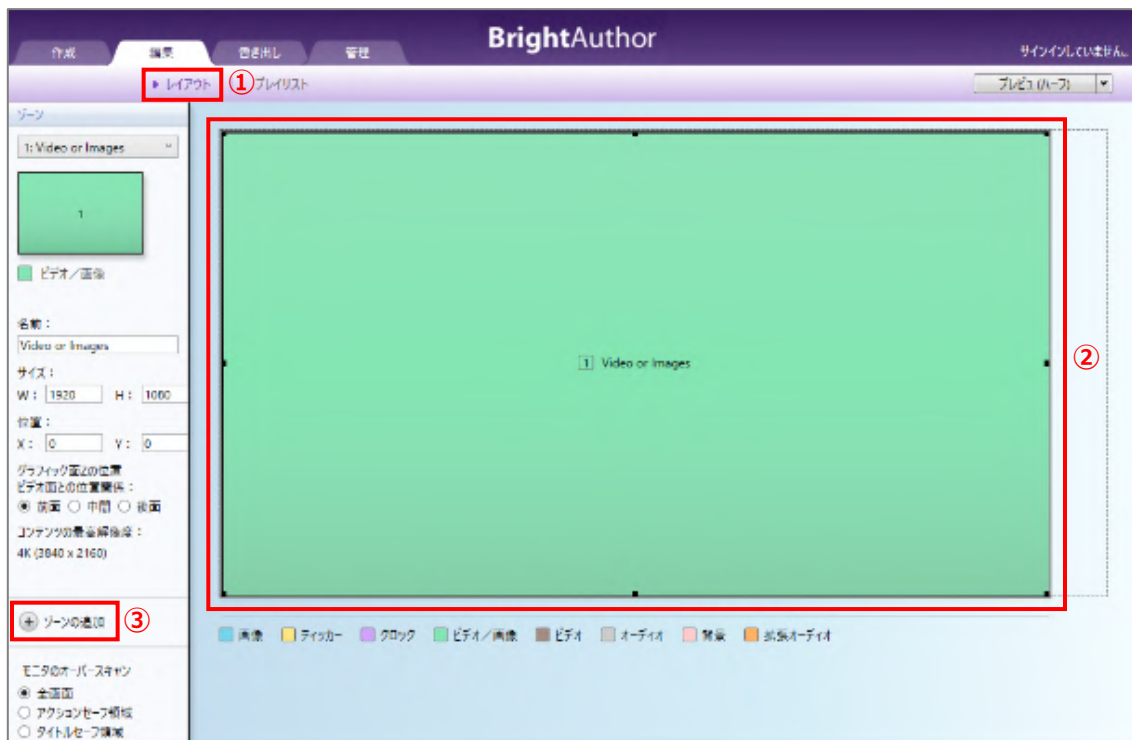 BrightAuthor
作成 編集 書き出し 管理
サインインしていません。
▶ レイアウト ① プレイリスト
プレビュ (ハーフ)
ゾーン
1: Video or Images
1
ビデオ／画像
名前：
Video or Images
サイズ：
W： 1920 H： 1080
位置：
X： 0 Y： 0
グラフィック面Zの位置
ビデオ面との位置関係：
前面 中間 後面
コンテンツの最高解像度：
4K (3840 x 2160)
ゾーンの追加 ③
モニタのオーバースキャン
全画面
アクションセーフ領域
タイトルセーフ領域
1 Video or Images
②
画像 ティッカー クロック ビデオ／画像 ビデオ オーディオ 背景 拡張オーディオ